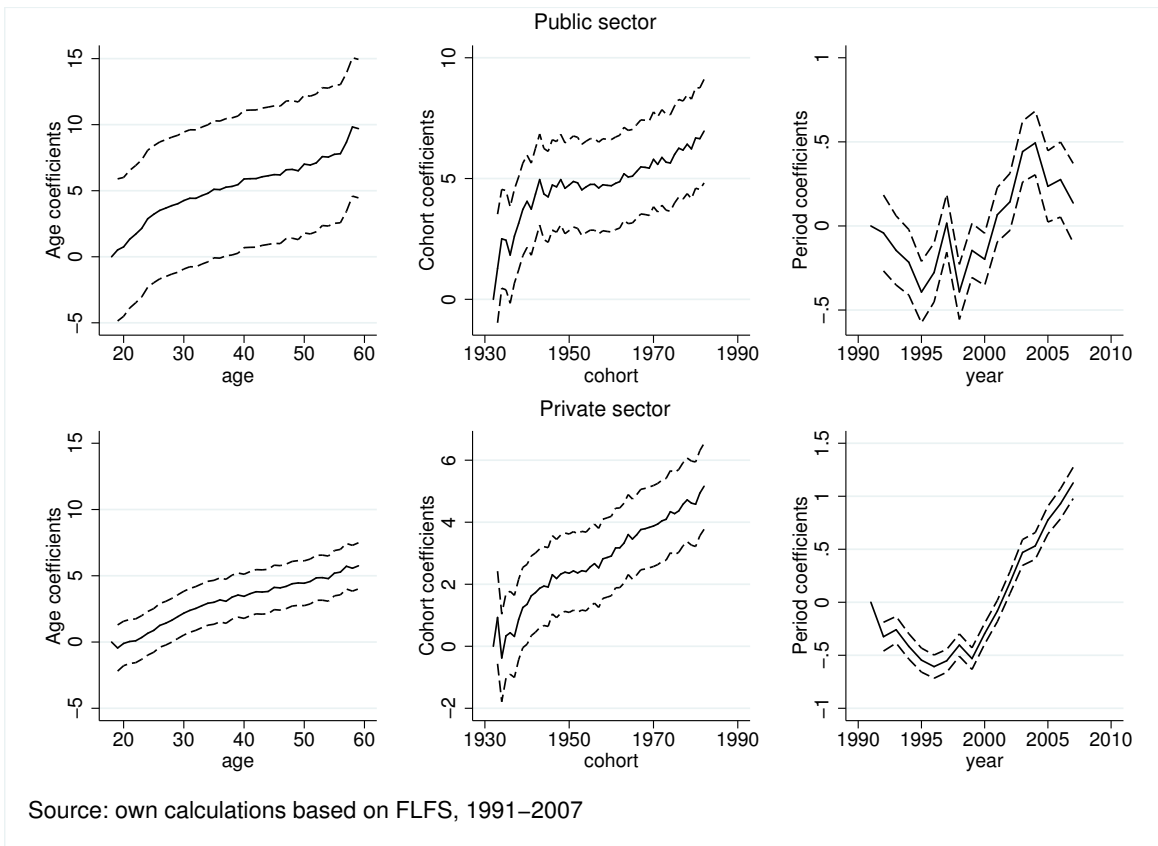 Public sector
Age coefficients
−5 0 5 10 15
20 30 40 50 60
age
Cohort coefficients
0 5 10
1930 1950 1970 1990
cohort
Period coefficients
−.5 0 .5 1
1990 1995 2000 2005 2010
year
Private sector
Age coefficients
−5 0 5 10 15
20 30 40 50 60
age
Cohort coefficients
−2 0 2 4 6
1930 1950 1970 1990
cohort
Period coefficients
−1 −.5 0 .5 1 1.5
1990 1995 2000 2005 2010
year
Source: own calculations based on FLFS, 1991−2007